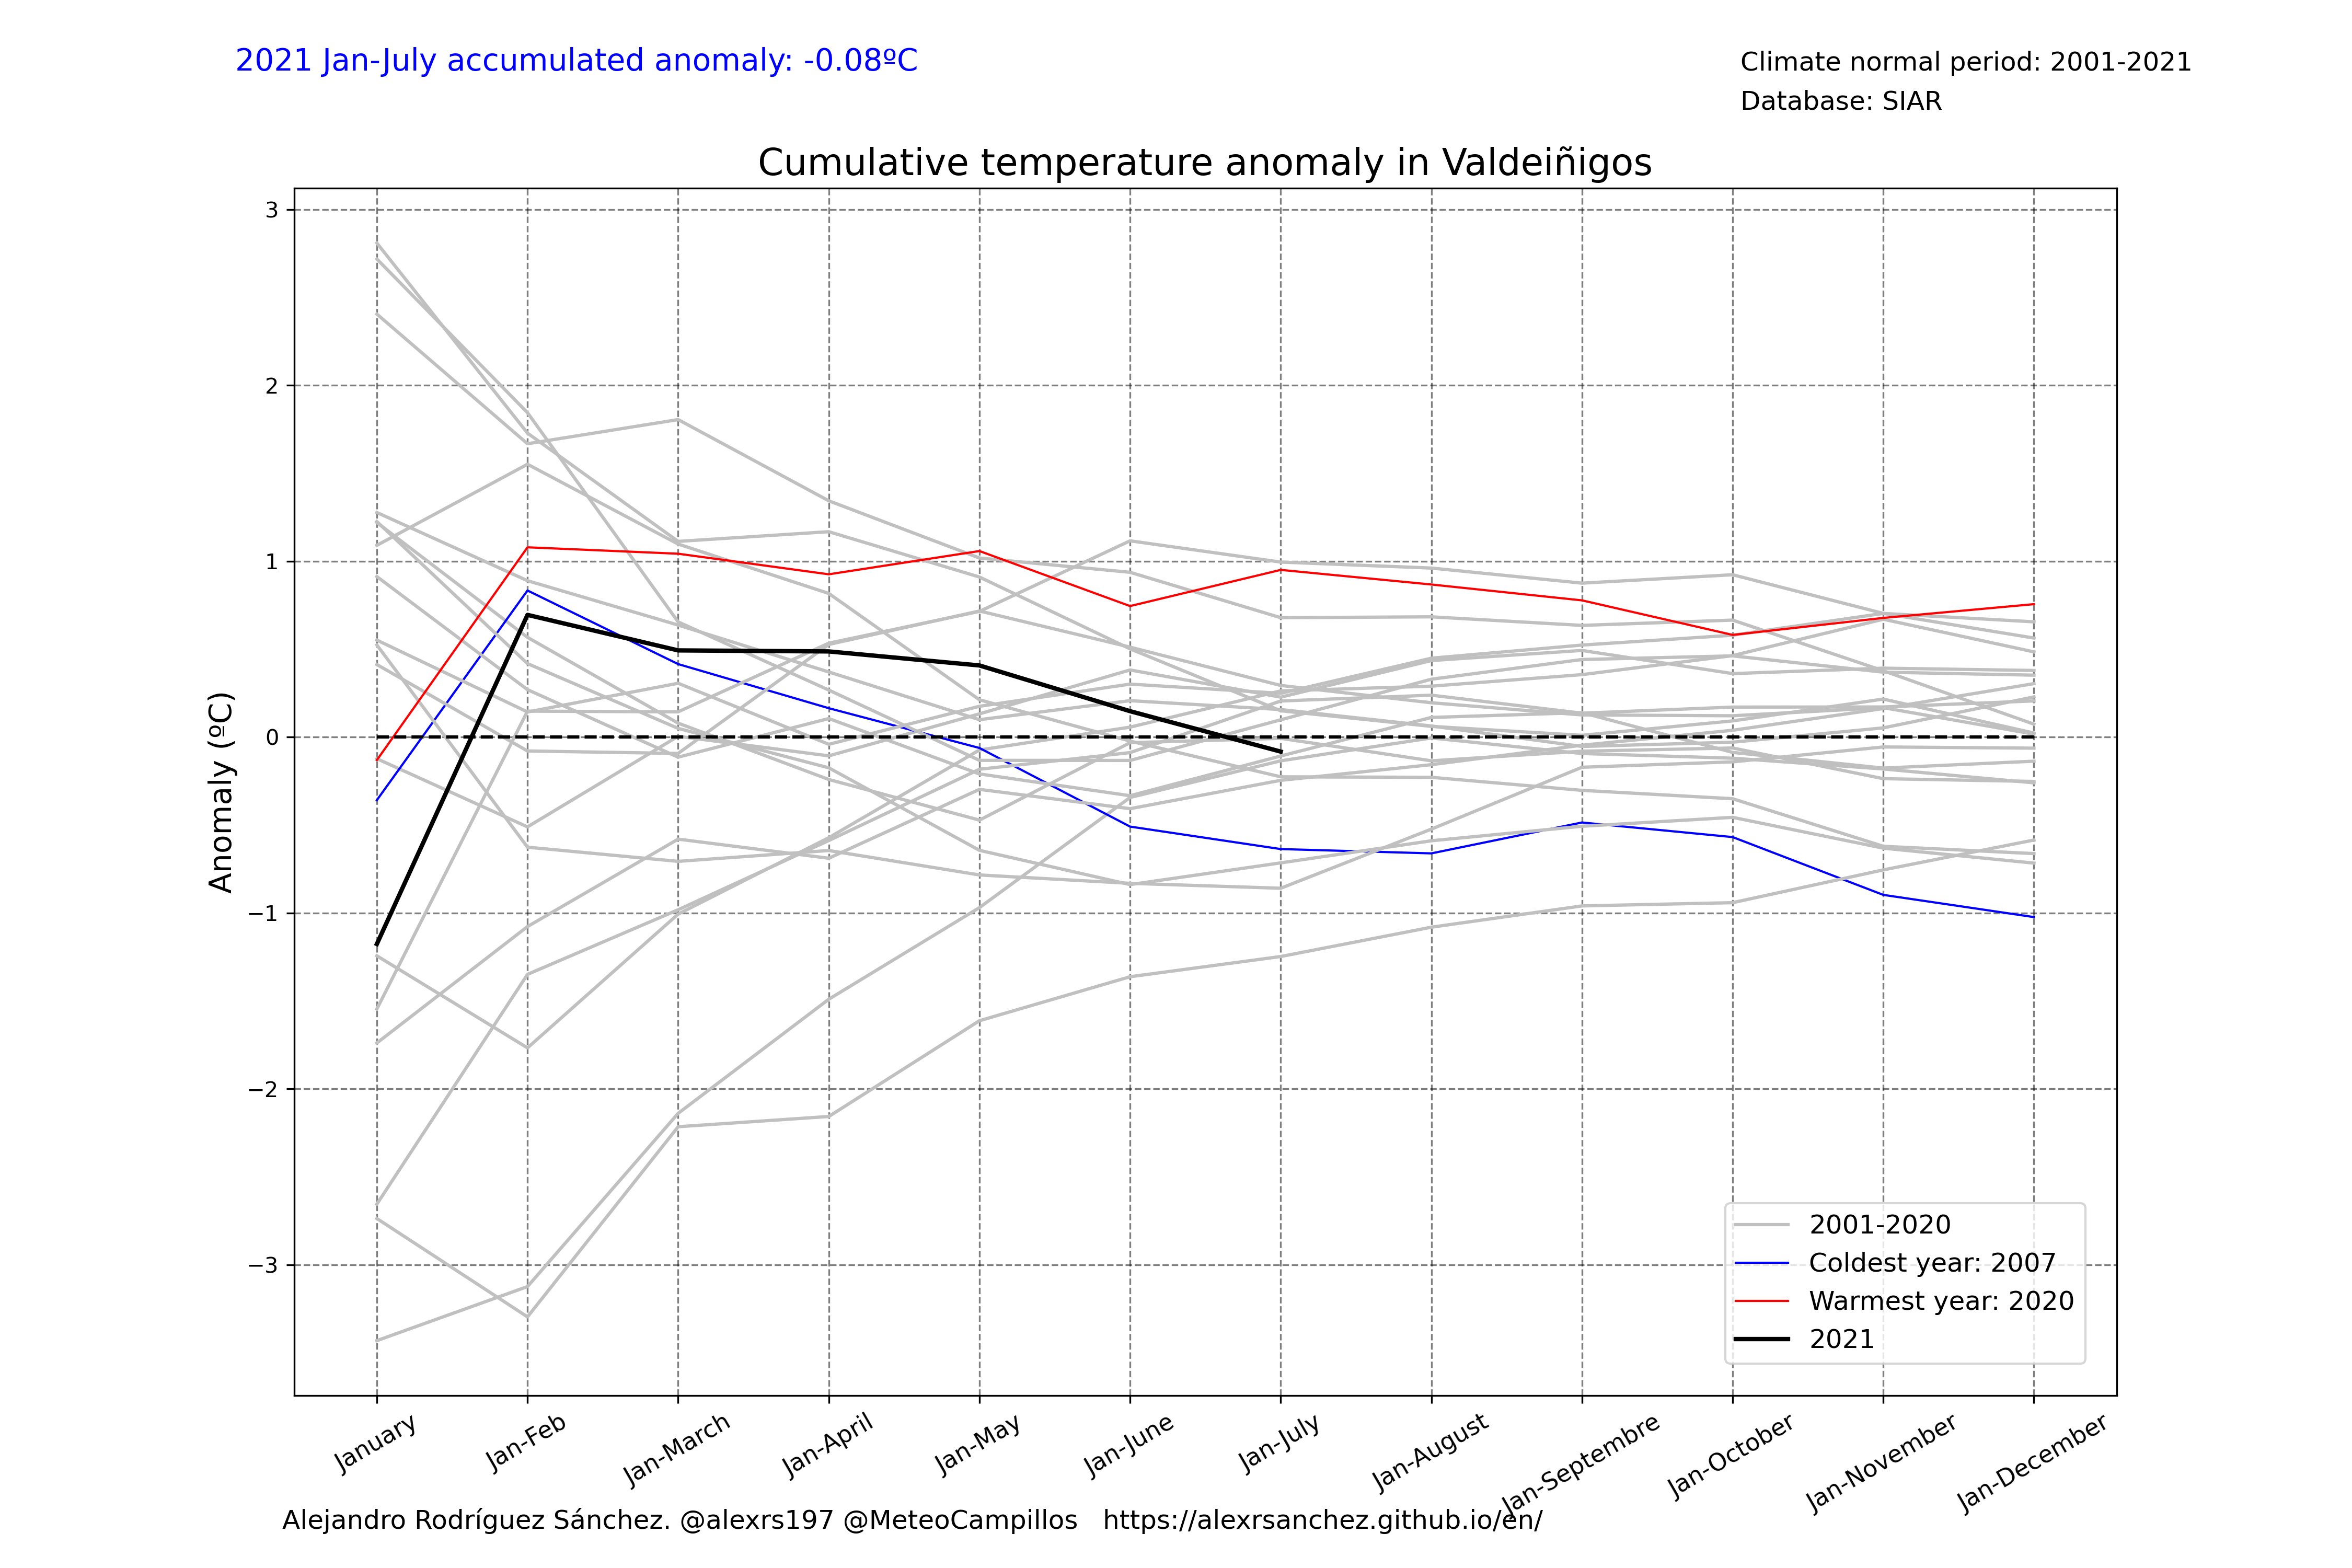 2021 Jan-July accumulated anomaly: -0.08ºC
Climate normal period: 2001-2021
Database: SIAR
Cumulative temperature anomaly in Valdeiñigos
Anomaly (ºC)
3
2
1
0
−1
−2
−3
2001-2020
Coldest year: 2007
Warmest year: 2020
2021
January
Jan-Feb
Jan-March
Jan-April
Jan-May
Jan-June
Jan-July
Jan-August
Jan-Septembre
Jan-October
Jan-November
Jan-December
Alejandro Rodríguez Sánchez. @alexrs197 @MeteoCampillos https://alexrsanchez.github.io/en/